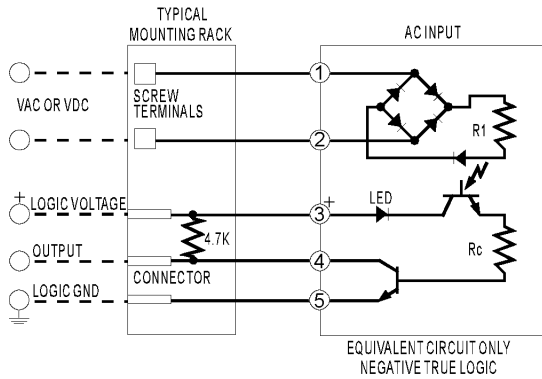 TYPICAL
MOUNTING RACK
AC INPUT
1
VAC OR VDC
SCREW
TERMINALS
R1
2
+
LOGIC VOLTAGE
3
+
LED
4.7K
OUTPUT
4
Rc
CONNECTOR
LOGIC GND
5
EQUIVALENT CIRCUIT ONLY
NEGATIVE TRUE LOGIC